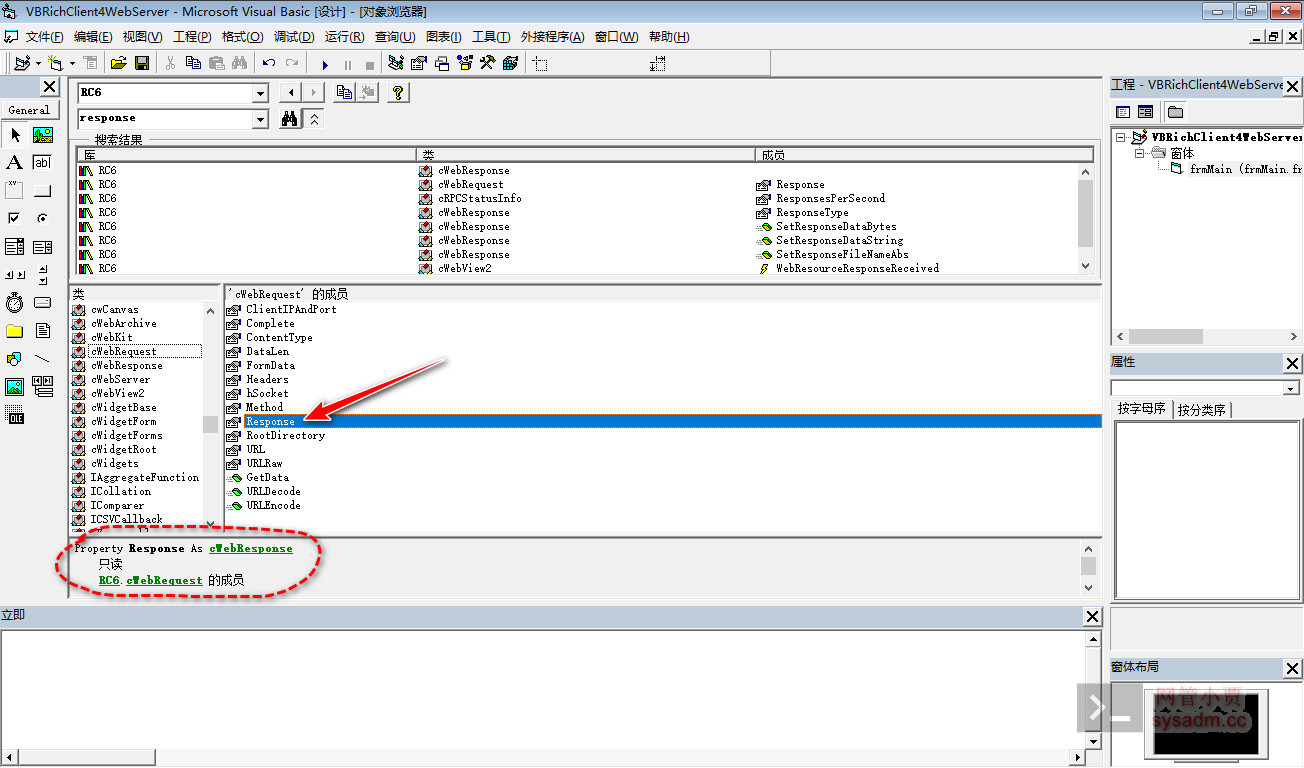 VBRichClient4WebServer - Microsoft Visual Basic [设计] - [对象浏览器]
文件(F) 编辑(E) 视图(V) 工程(P) 格式(O) 调试(D) 运行(R) 查询(U) 图表(I) 工具(T) 外接程序(A) 窗口(W) 帮助(H)
General
A
ab|
xy
OLE
RC6
response
搜索结果
库 类 成员
RC6 cWebResponse
RC6 cWebRequest Response
RC6 cRPCStatusInfo ResponsesPerSecond
RC6 cWebResponse ResponseType
RC6 cWebResponse SetResponseDataBytes
RC6 cWebResponse SetResponseDataString
RC6 cWebResponse SetResponseFileNameAbs
RC6 cWebView2 WebResourceResponseReceived
类
cwCanvas
cWebArchive
cWebKit
cWebRequest
cWebResponse
cWebServer
cWebView2
cWidgetBase
cWidgetForm
cWidgetForms
cWidgetRoot
cWidgets
IAggregateFunction
ICollation
IComparer
ICSVCallback
'cWebRequest' 的成员
ClientIPAndPort
Complete
ContentType
DataLen
FormData
Headers
hSocket
Method
Response
RootDirectory
URL
URLRaw
GetData
URLDecode
URLEncode
Property Response As cWebResponse
只读
RC6.cWebRequest 的成员
立即
工程 - VBRichClient4WebServe
VBRichClient4WebServer
窗体
frmMain (frmMain.fr
属性
按字母序 按分类序
窗体布局
网管小贾
sysadm.cc